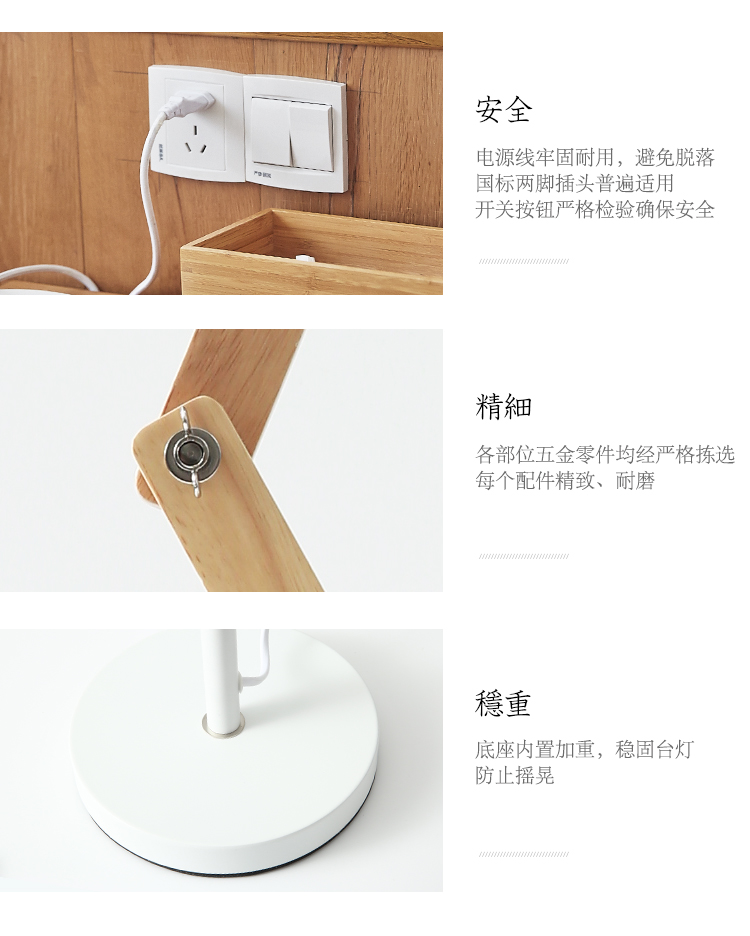 安全
电源线牢固耐用，避免脱落
国标两脚插头普遍适用
开关按钮严格检验确保安全
精細
各部位五金零件均经严格拣选
每个配件精致、耐磨
穩重
底座内置加重，稳固台灯
防止摇晃